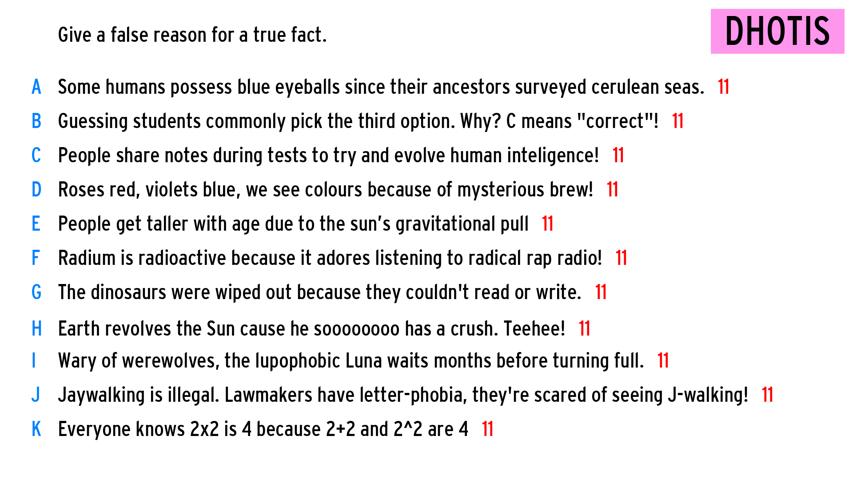 Give a false reason for a true fact.
DHOTIS
A Some humans possess blue eyeballs since their ancestors surveyed cerulean seas. 11
B Guessing students commonly pick the third option. Why? C means "correct"! 11
C People share notes during tests to try and evolve human inteligence! 11
D Roses red, violets blue, we see colours because of mysterious brew! 11
E People get taller with age due to the sun's gravitational pull 11
F Radium is radioactive because it adores listening to radical rap radio! 11
G The dinosaurs were wiped out because they couldn't read or write. 11
H Earth revolves the Sun cause he soooooooo has a crush. Teehee! 11
I Wary of werewolves, the lupophobic Luna waits months before turning full. 11
J Jaywalking is illegal. Lawmakers have letter-phobia, they're scared of seeing J-walking! 11
K Everyone knows 2x2 is 4 because 2+2 and 2^2 are 4 11